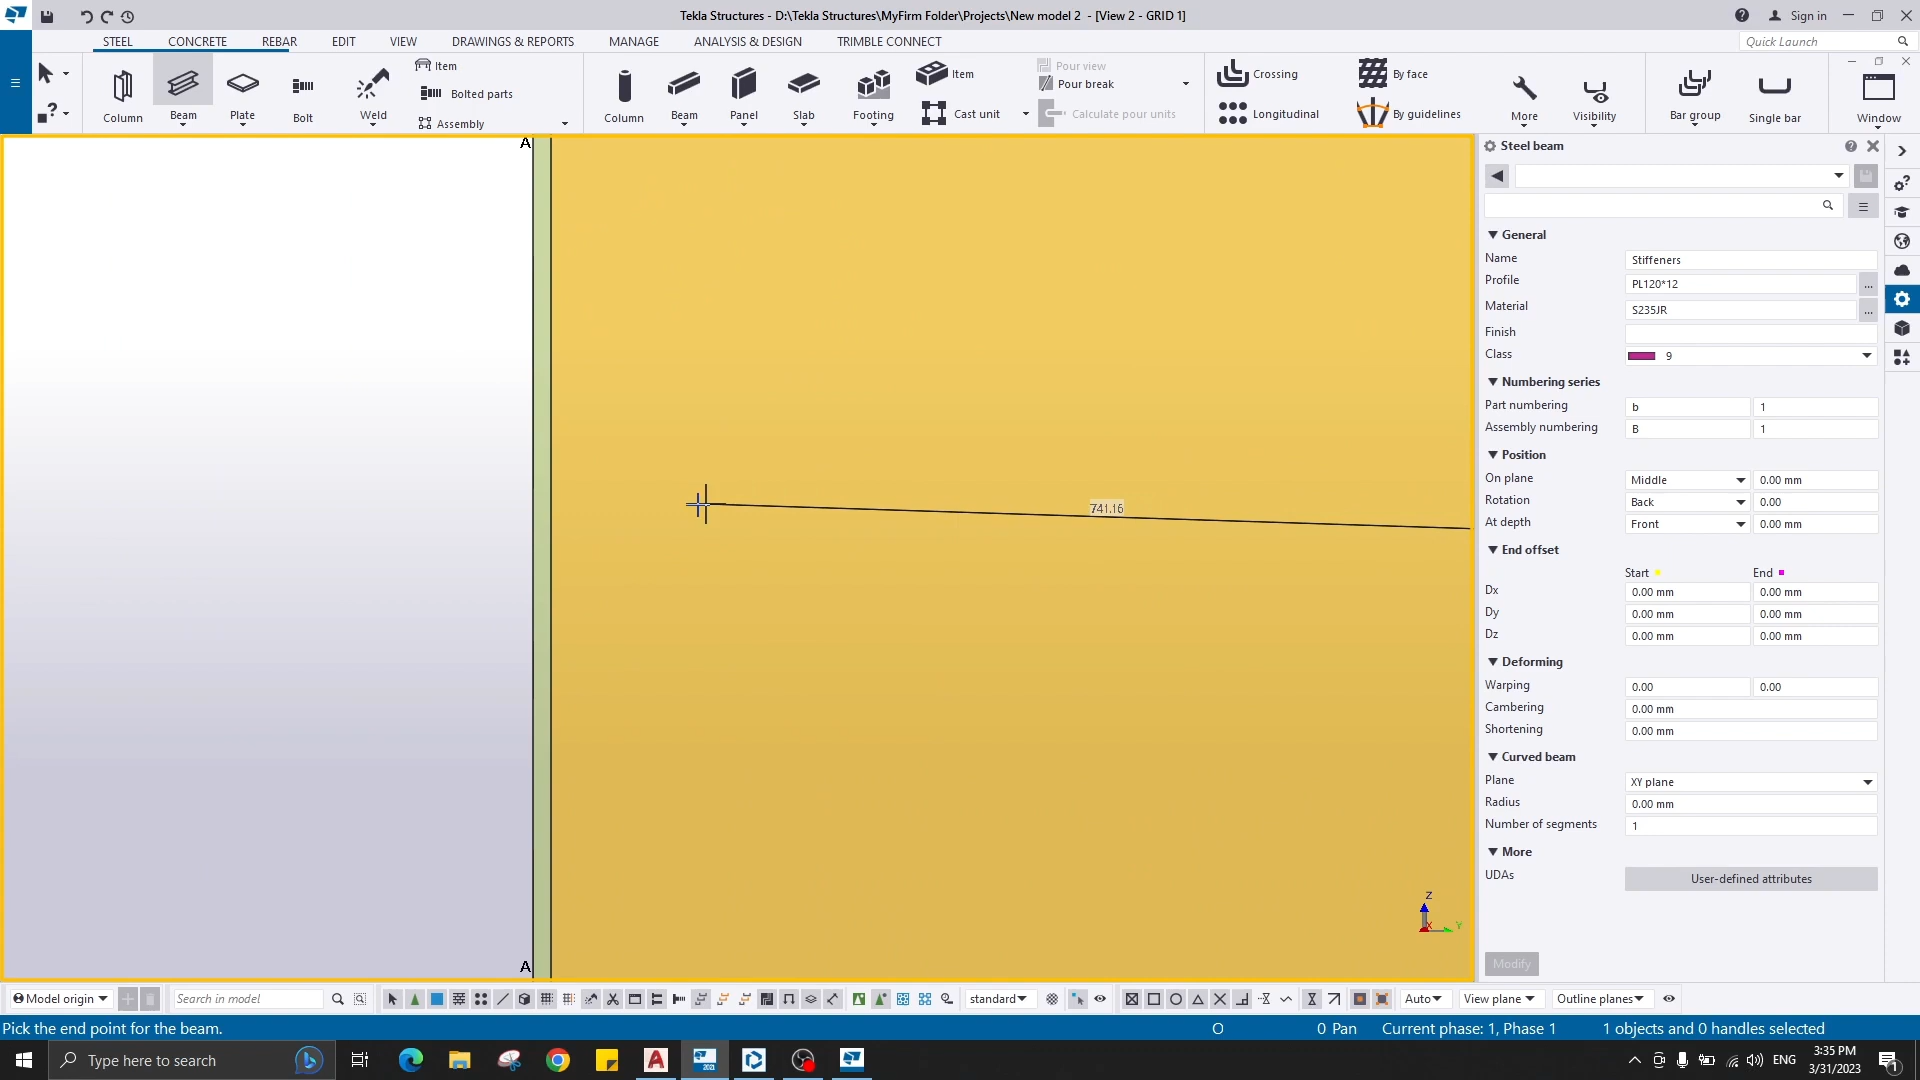 Tekla Structures - D:\Tekla Structures\MyFirm Folder\Projects\New model 2 - [View 2 - GRID 1]
Sign in
STEEL CONCRETE REBAR EDIT VIEW DRAWINGS & REPORTS MANAGE ANALYSIS & DESIGN TRIMBLE CONNECT
Quick Launch
Column Beam Plate Bolt Weld
Item
Bolted parts
Assembly
Column Beam Panel Slab Footing
Item
Cast unit
Pour view
Pour break
Calculate pour units
Crossing
Longitudinal
By face
By guidelines
More Visibility Bar group Single bar Window
A
741.16
A
Z
X Y
Steel beam
General
Name Stiffeners
Profile PL120*12 ...
Material S235JR ...
Finish
Class 9
Numbering series
Part numbering b 1
Assembly numbering B 1
Position
On plane Middle 0.00 mm
Rotation Back 0.00
At depth Front 0.00 mm
End offset
Start End
Dx 0.00 mm 0.00 mm
Dy 0.00 mm 0.00 mm
Dz 0.00 mm 0.00 mm
Deforming
Warping 0.00 0.00
Cambering 0.00 mm
Shortening 0.00 mm
Curved beam
Plane XY plane
Radius 0.00 mm
Number of segments 1
More
UDAs User-defined attributes
Modify
Model origin Search in model standard Auto View plane Outline planes
Pick the end point for the beam. O 0 Pan Current phase: 1, Phase 1 1 objects and 0 handles selected
Type here to search
ENG
3:35 PM
3/31/2023
1